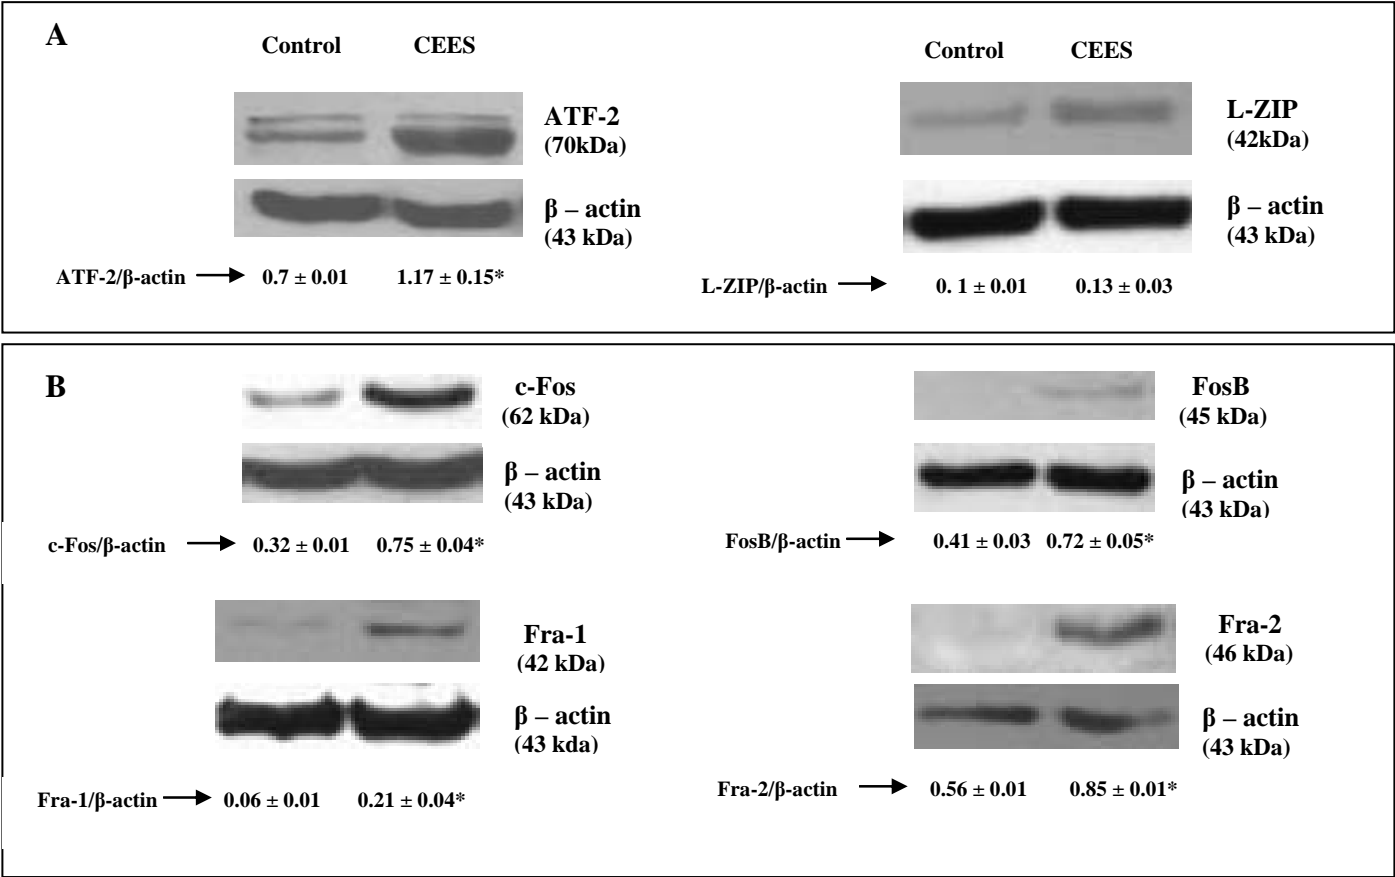 A
Control CEES
ATF-2
(70kDa)
β – actin
(43 kDa)
ATF-2/β-actin 0.7 ± 0.01 1.17 ± 0.15*
Control CEES
L-ZIP
(42kDa)
β – actin
(43 kDa)
L-ZIP/β-actin 0. 1 ± 0.01 0.13 ± 0.03
B
c-Fos
(62 kDa)
β – actin
(43 kDa)
c-Fos/β-actin 0.32 ± 0.01 0.75 ± 0.04*
FosB
(45 kDa)
β – actin
(43 kDa)
FosB/β-actin 0.41 ± 0.03 0.72 ± 0.05*
Fra-1
(42 kDa)
β – actin
(43 kda)
Fra-1/β-actin 0.06 ± 0.01 0.21 ± 0.04*
Fra-2
(46 kDa)
β – actin
(43 kDa)
Fra-2/β-actin 0.56 ± 0.01 0.85 ± 0.01*